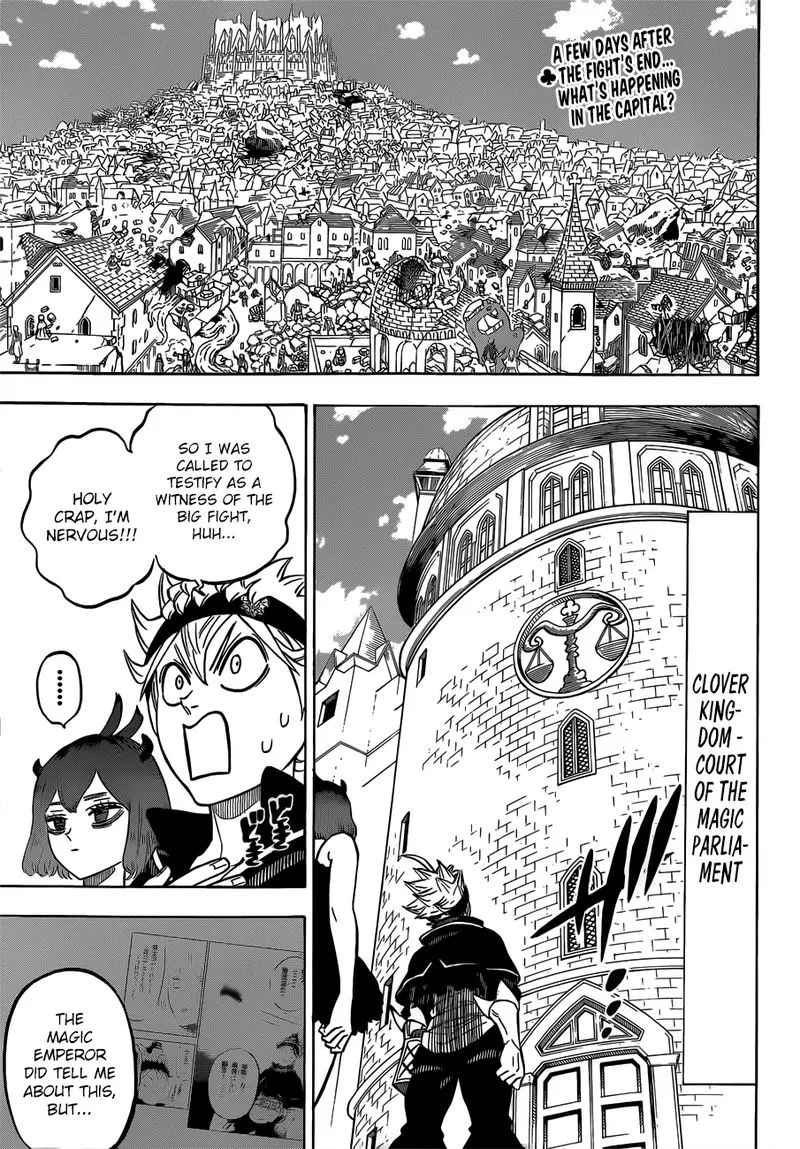 A FEW DAYS AFTER
THE FIGHT'S END...
WHAT'S HAPPENING
IN THE CAPITAL?
CLOVER
KING-
DOM -
COURT
OF THE
MAGIC
PARLIA-
MENT
SO I WAS
CALLED TO
TESTIFY AS A
WITNESS OF THE
BIG FIGHT,
HUH...
HOLY
CRAP, I'M
NERVOUS!!!
......
THE
MAGIC
EMPEROR
DID TELL ME
ABOUT THIS,
BUT...